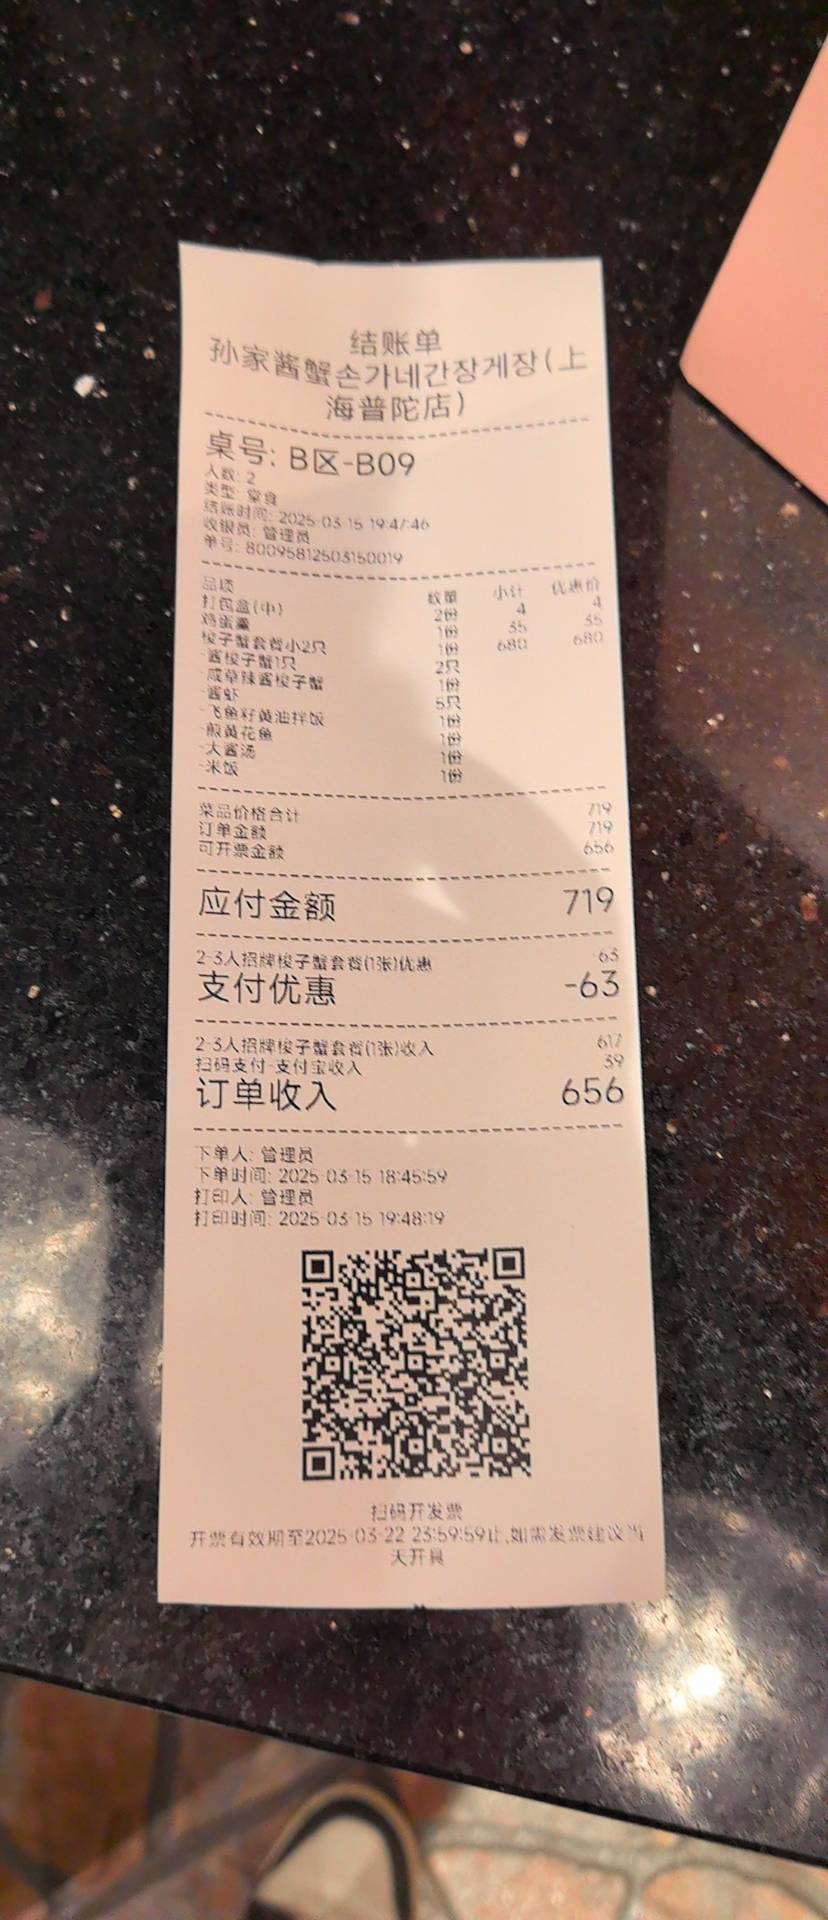 结账单
孙家酱蟹손가네간장게장(上
海普陀店)
桌号: B区-B09
人数: 2
类型: 堂食
结账时间: 2025-03-15 19:47:46
收银员: 管理员
单号: 80095812503150019
品项 数量 小计 优惠价
打包盒(中) 2份 4 4
鸡蛋羹 1份 35 35
梭子蟹套餐小2只 1份 680 680
-酱梭子蟹1只 2只
-咸草辣酱梭子蟹 1份
-酱虾 5只
-飞鱼籽黄油拌饭 1份
-煎黄花鱼 1份
-大酱汤 1份
-米饭 1份
菜品价格合计 719
订单金额 719
可开票金额 656
应付金额 719
2-3人招牌梭子蟹套餐(1张)优惠 -63
支付优惠 -63
2-3人招牌梭子蟹套餐(1张)收入 617
扫码支付-支付宝收入 39
订单收入 656
下单人: 管理员
下单时间: 2025-03-15 18:45:59
打印人: 管理员
打印时间: 2025-03-15 19:48:19
扫码开发票
开票有效期至2025-03-22 23:59:59止,如需发票建议当
天开具